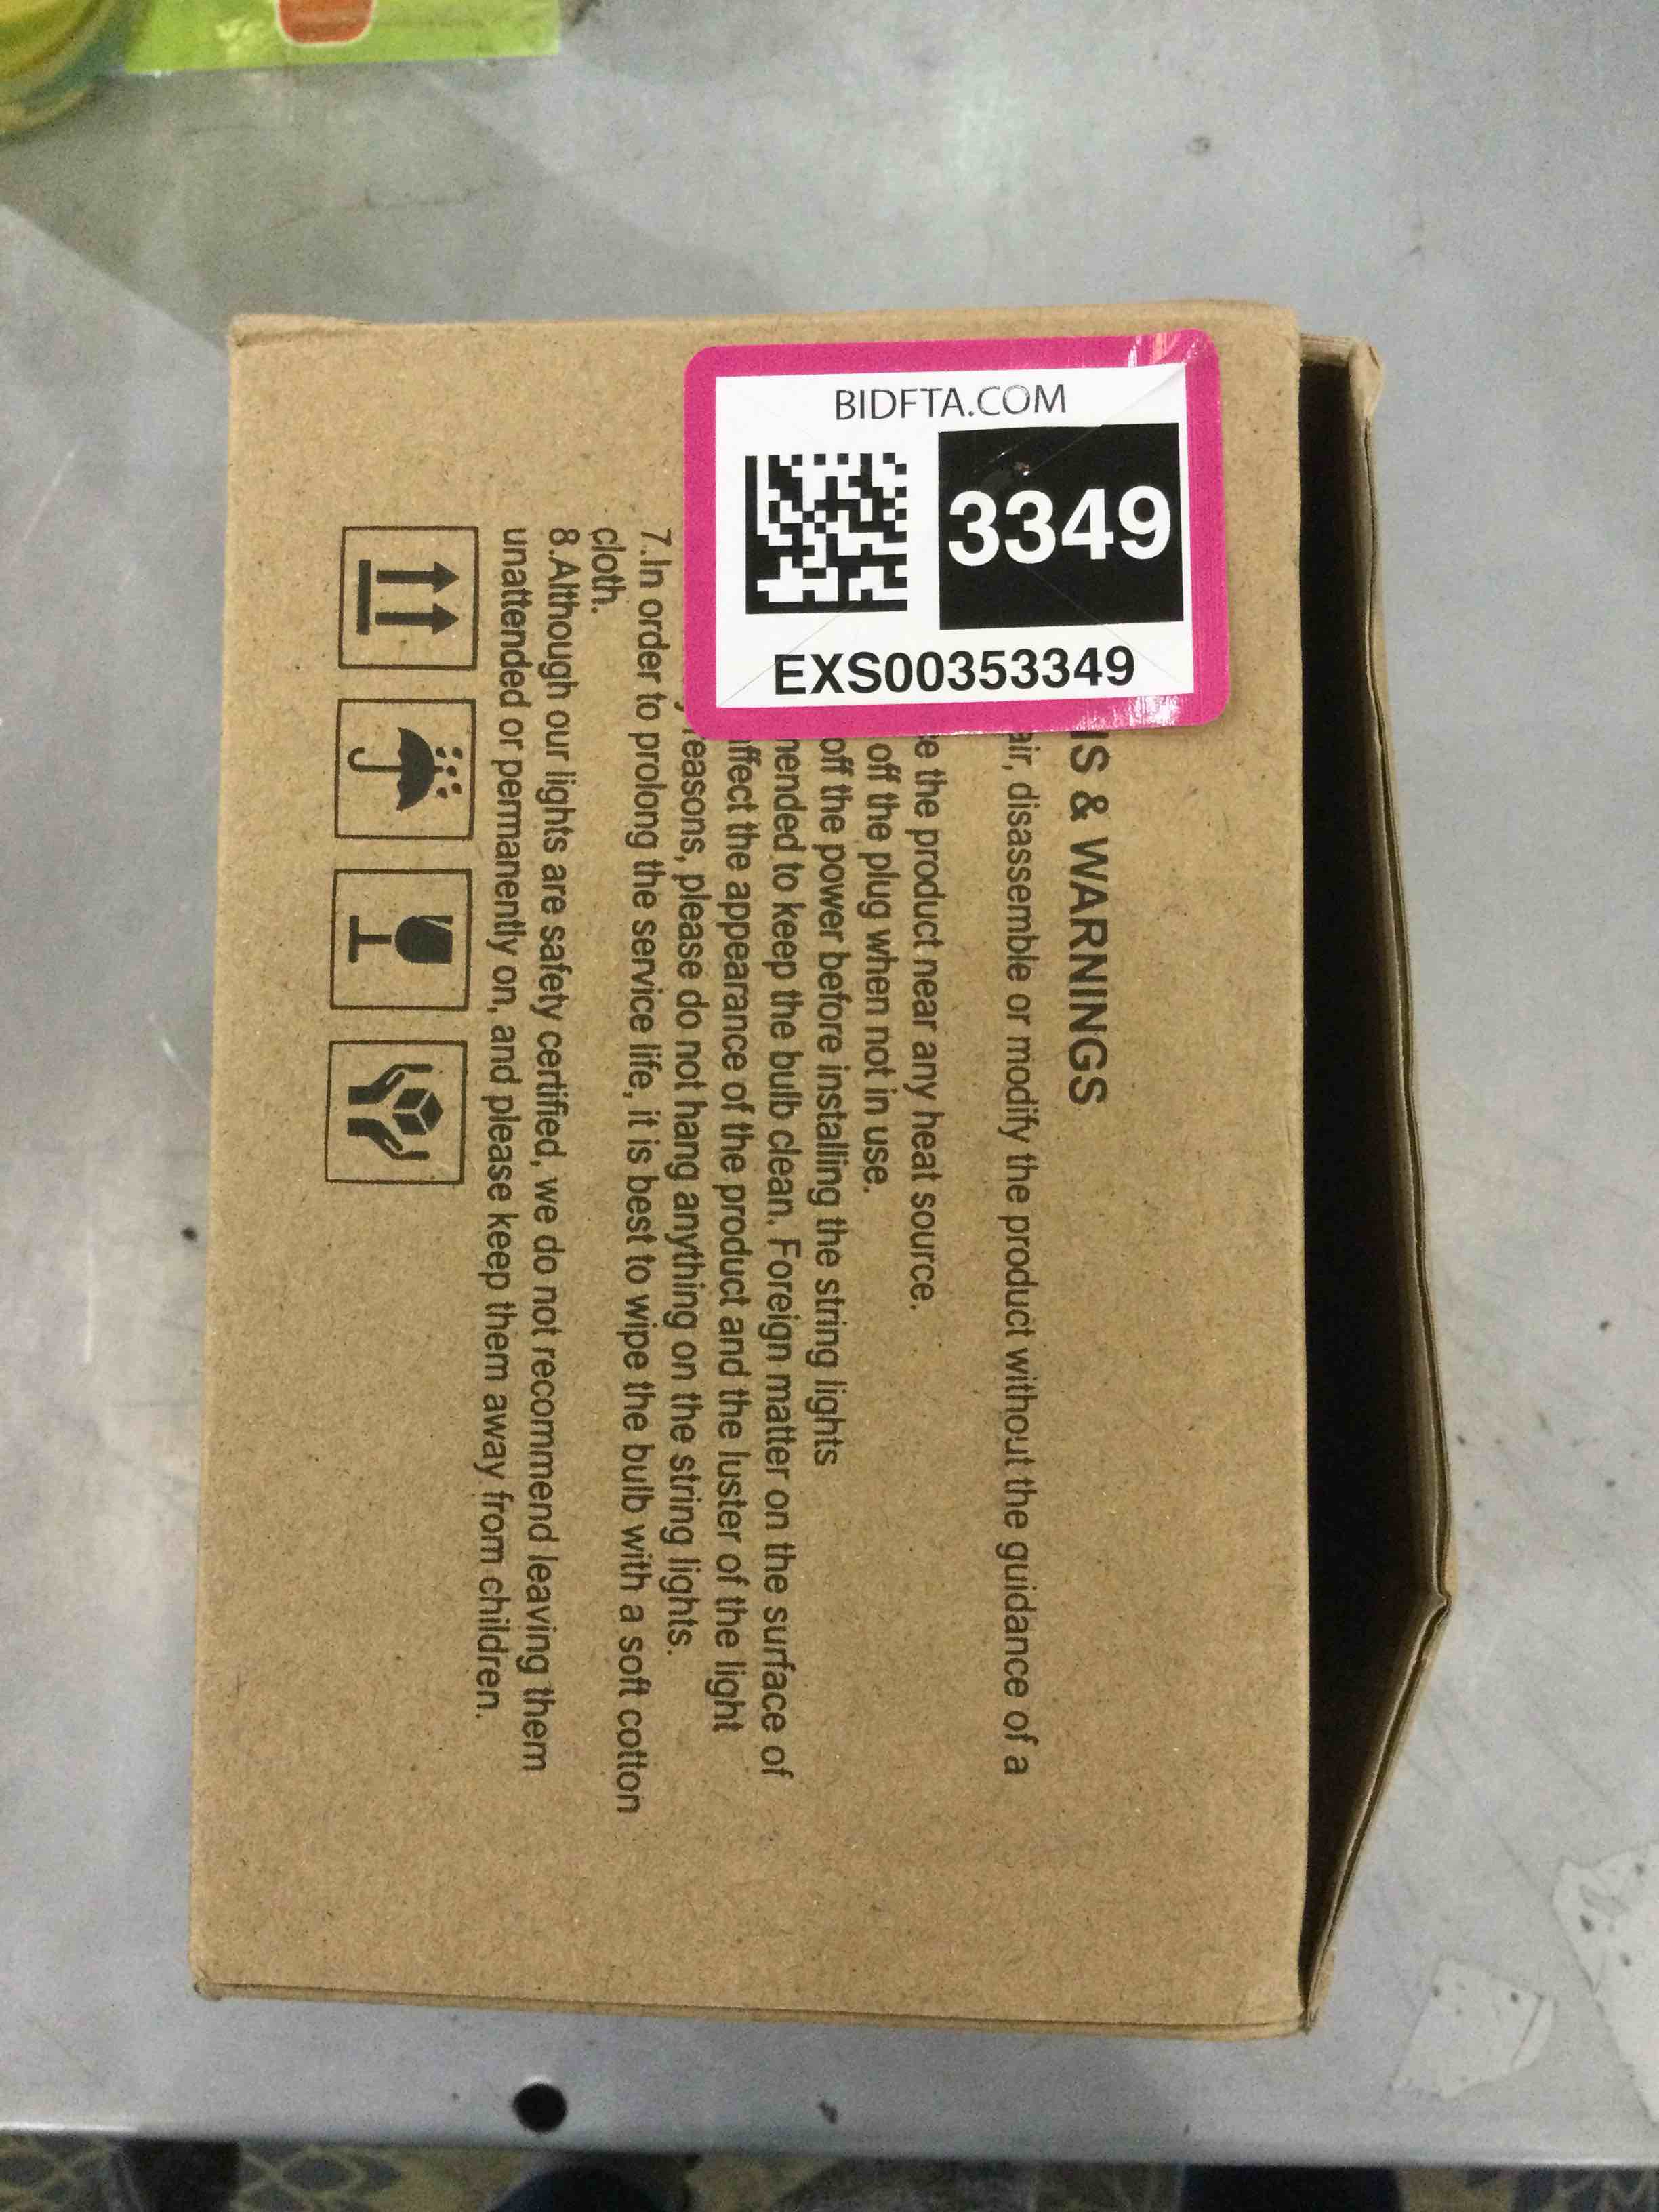 BIDFTA.COM
3349
EXS00353349
& WARNINGS
disassemble or modify the product without the guidance of a
the product near any heat source.
off the plug when not in use.
off the power before installing the string lights
to keep the bulb clean. Foreign matter on the surface of
the appearance of the product and the luster of the light
please do not hang anything on the string lights.
7.In order to prolong the service life, it is best to wipe the bulb with a soft cotton
cloth.
8.Although our lights are safety certified, we do not recommend leaving them
unattended or permanently on, and please keep them away from children.